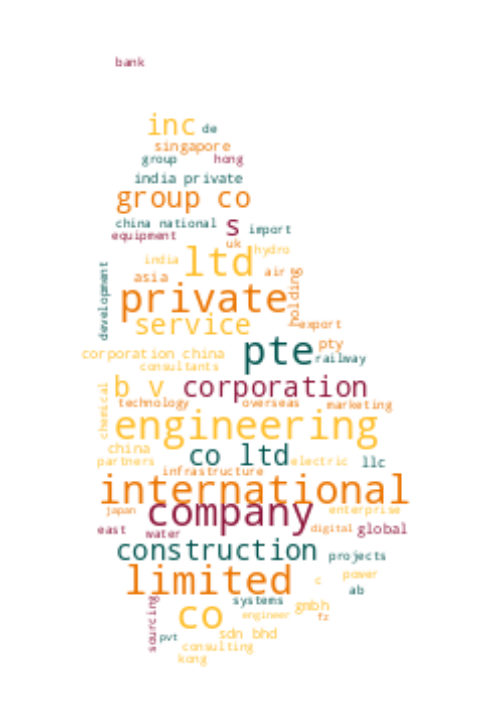 bank
inc de
singapore
group hong
india private
group co
china national s import
equipment uk
india ltd hydro
asia air
development
private holding
service export
pte pty
corporation china railway
consultants
b v corporation
chemical technology overseas marketing
engineering
china co ltd
partners electric llc
infrastructure
international
japan company enterprise
east water digital global
construction projects
limited c power
ab
sourcing co systems gmbh
engineer fz
pvt sdn bhd
consulting
kong